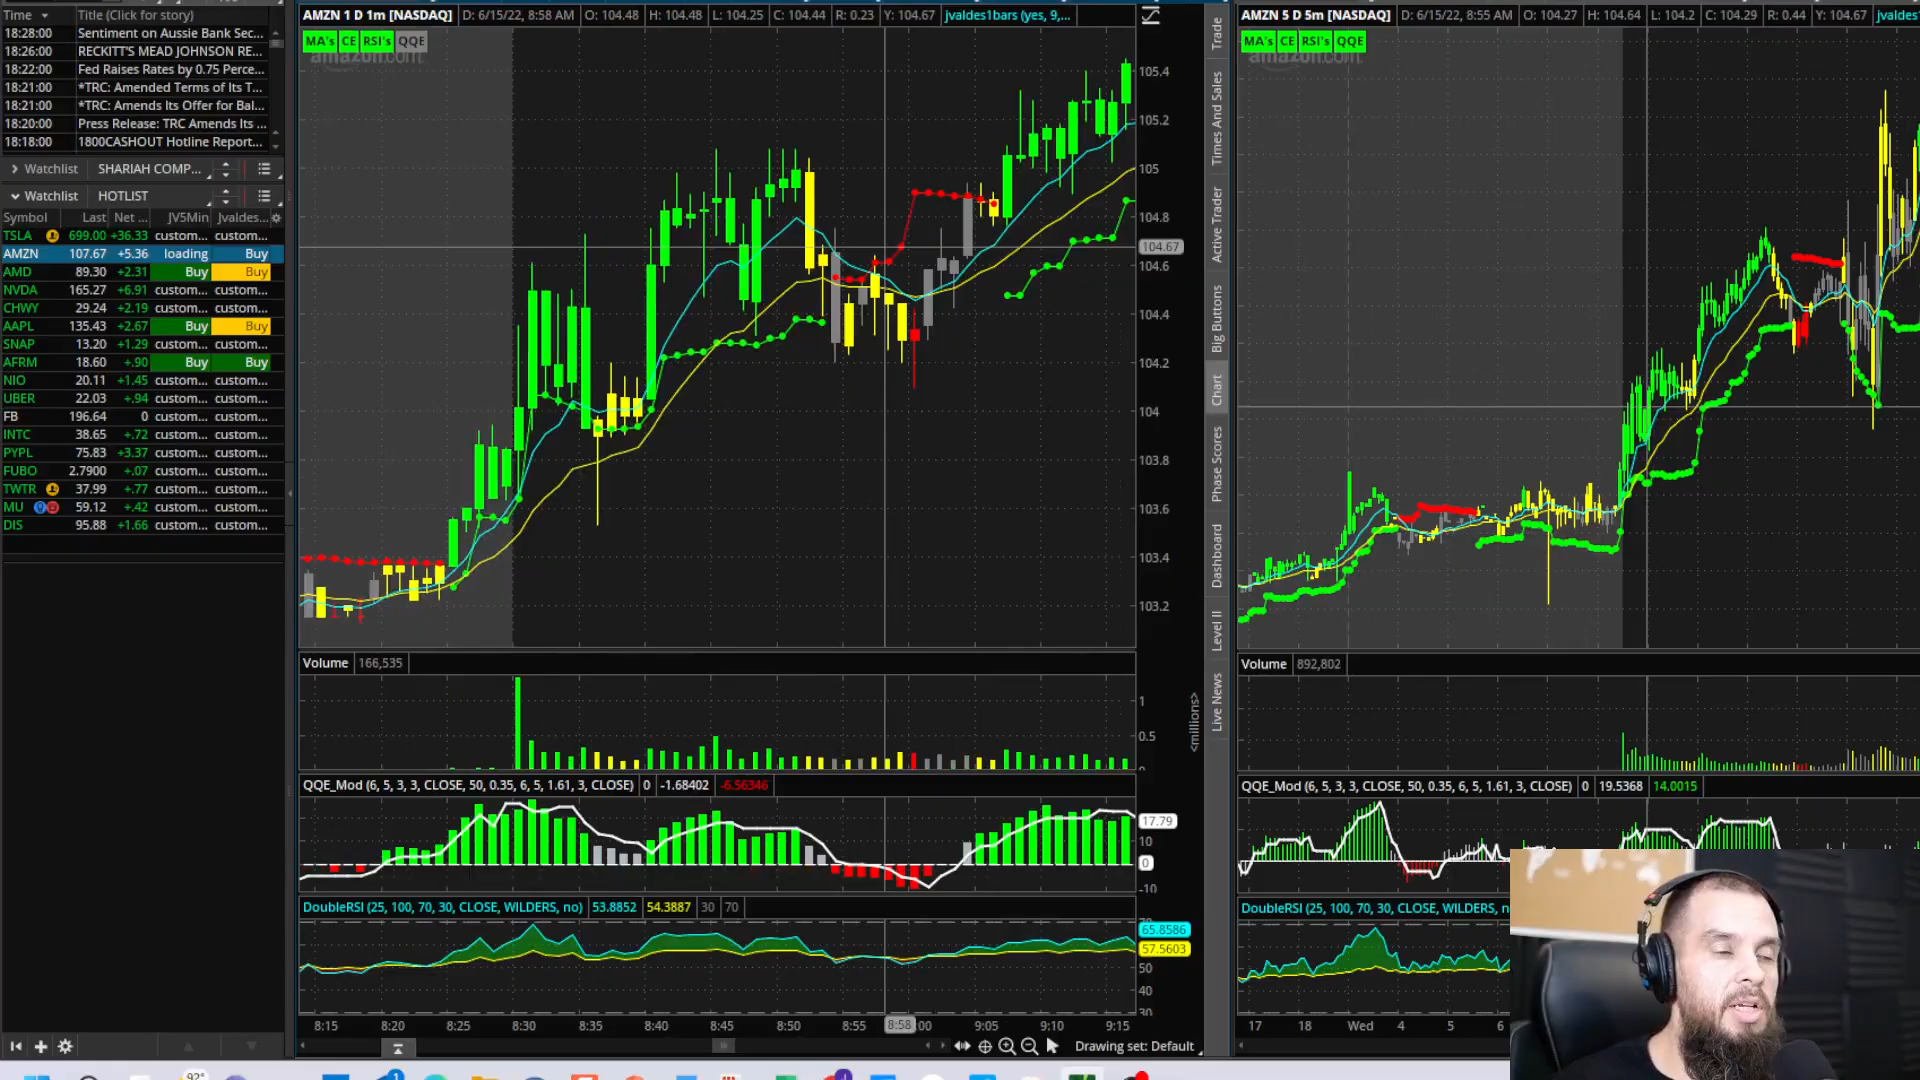 Time Title (Click for story)
18:28:00 Sentiment on Aussie Bank Sec...
18:26:00 RECKITT'S MEAD JOHNSON RE...
18:22:00 Fed Raises Rates by 0.75 Perce...
18:21:00 *TRC: Amended Terms of Its T...
18:21:00 *TRC: Amends Its Offer for Bal...
18:20:00 Press Release: TRC Amends Its ...
18:18:00 1800CASHOUT Hotline Report...
Watchlist SHARIAH COMP...
Watchlist HOTLIST
Symbol Last Net ... JV5Min Jvaldes...
TSLA 699.00 +36.33 custom... custom...
AMZN 107.67 +5.36 loading Buy
AMD 89.30 +2.31 Buy Buy
NVDA 165.27 +6.91 custom... custom...
CHWY 29.24 +2.19 custom... custom...
AAPL 135.43 +2.67 Buy Buy
SNAP 13.20 +1.29 custom... custom...
AFRM 18.60 +.90 Buy Buy
NIO 20.11 +1.45 custom... custom...
UBER 22.03 +.94 custom... custom...
FB 196.64 0 custom... custom...
INTC 38.65 +.72 custom... custom...
PYPL 75.83 +3.37 custom... custom...
FUBO 2.7900 +.07 custom... custom...
TWTR 37.99 +.77 custom... custom...
MU 59.12 +.42 custom... custom...
DIS 95.88 +1.66 custom... custom...
AMZN 1 D 1m [NASDAQ] D: 6/15/22, 8:58 AM O: 104.48 H: 104.48 L: 104.25 C: 104.44 R: 0.23 Y: 104.67 jvaldes1bars (yes, 9,...
MA's CE RSI's QQE
amazon.com
105.4
105.2
105
104.8
104.67
104.6
104.4
104.2
104
103.8
103.6
103.4
103.2
Volume 166,535
1
0.5
<millions>
QQE_Mod (6, 5, 3, 3, CLOSE, 50, 0.35, 6, 5, 1.61, 3, CLOSE) 0 -1.68402 -6.56346
17.79
10
0
-10
DoubleRSI (25, 100, 70, 30, CLOSE, WILDERS, no) 53.8852 54.3887 30 70
70
65.8586
57.5603
50
40
30
8:15 8:20 8:25 8:30 8:35 8:40 8:45 8:50 8:55 8:58 :00 9:05 9:10 9:15
Drawing set: Default
Trade
Times And Sales
Active Trader
Big Buttons
Chart
Phase Scores
Dashboard
Level II
Live News
AMZN 5 D 5m [NASDAQ] D: 6/15/22, 8:55 AM O: 104.27 H: 104.64 L: 104.2 C: 104.29 R: 0.44 Y: 104.67 jvaldes
MA's CE RSI's QQE
amazon.com
Volume 892,802
QQE_Mod (6, 5, 3, 3, CLOSE, 50, 0.35, 6, 5, 1.61, 3, CLOSE) 0 19.5368 14.0015
DoubleRSI (25, 100, 70, 30, CLOSE, WILDERS, n
17 18 Wed 4 5 6
92°
1